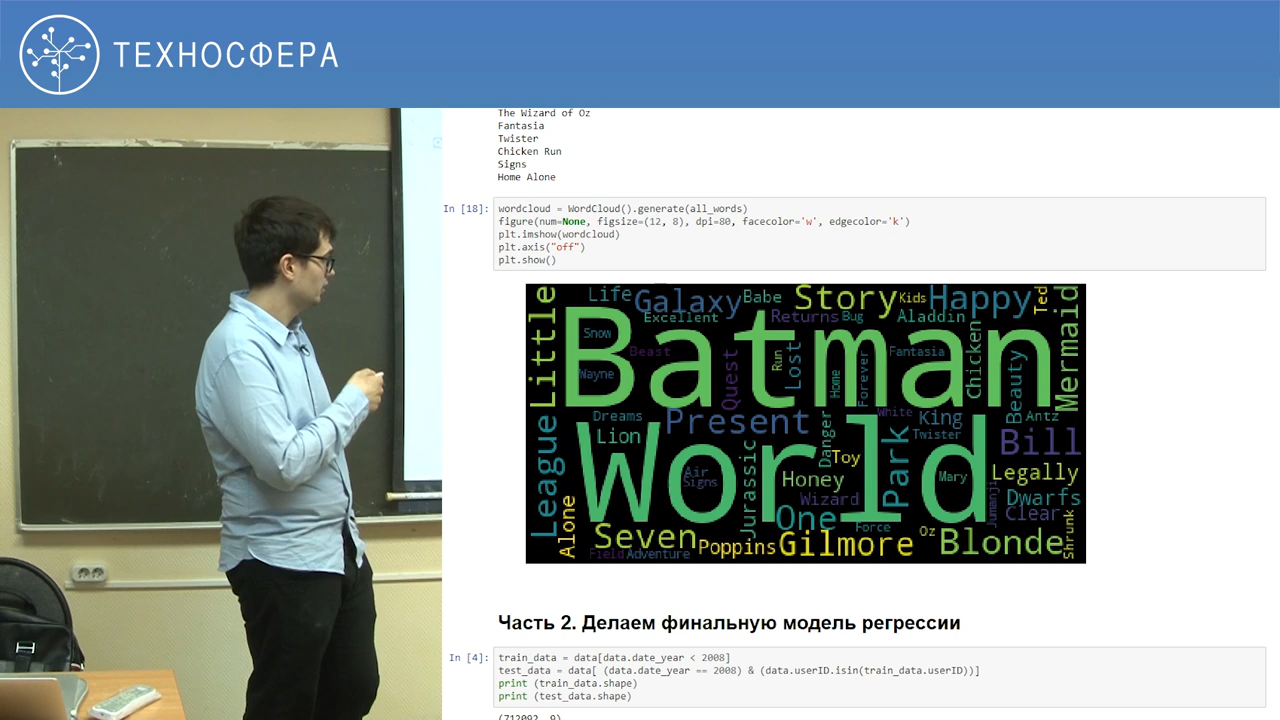 ТЕХНОСФЕРА
The Wizard of Oz
Fantasia
Twister
Chicken Run
Signs
Home Alone
In [18]:
wordcloud = WordCloud().generate(all_words)
figure(num=None, figsize=(12, 8), dpi=80, facecolor='w', edgecolor='k')
plt.imshow(wordcloud)
plt.axis("off")
plt.show()
Little
Life
Galaxy
Babe
Story
Kids
Happy
Ted
Mermaid
Excellent
Returns
Bug
Aladdin
Batman
Snow
Beast
Wayne
Quest
Run
Lost
Home
Forever
Fantasia
Chicken
Beauty
Dreams
Present
Danger
White
King
Antz
Lion
Twister
Bill
League
World
Air
Signs
Jurassic
Toy
Honey
Wizard
Park
Mary
Legally
Jumanji
Dwarfs
Clear
Alone
One
Force
Oz
Shrunk
Seven
Poppins
Gilmore
Blonde
Field
Adventure
Часть 2. Делаем финальную модель регрессии
In [4]:
train_data = data[data.date_year < 2008]
test_data = data[ (data.date_year == 2008) & (data.userID.isin(train_data.userID))]
print (train_data.shape)
print (test_data.shape)
(712092, 9)